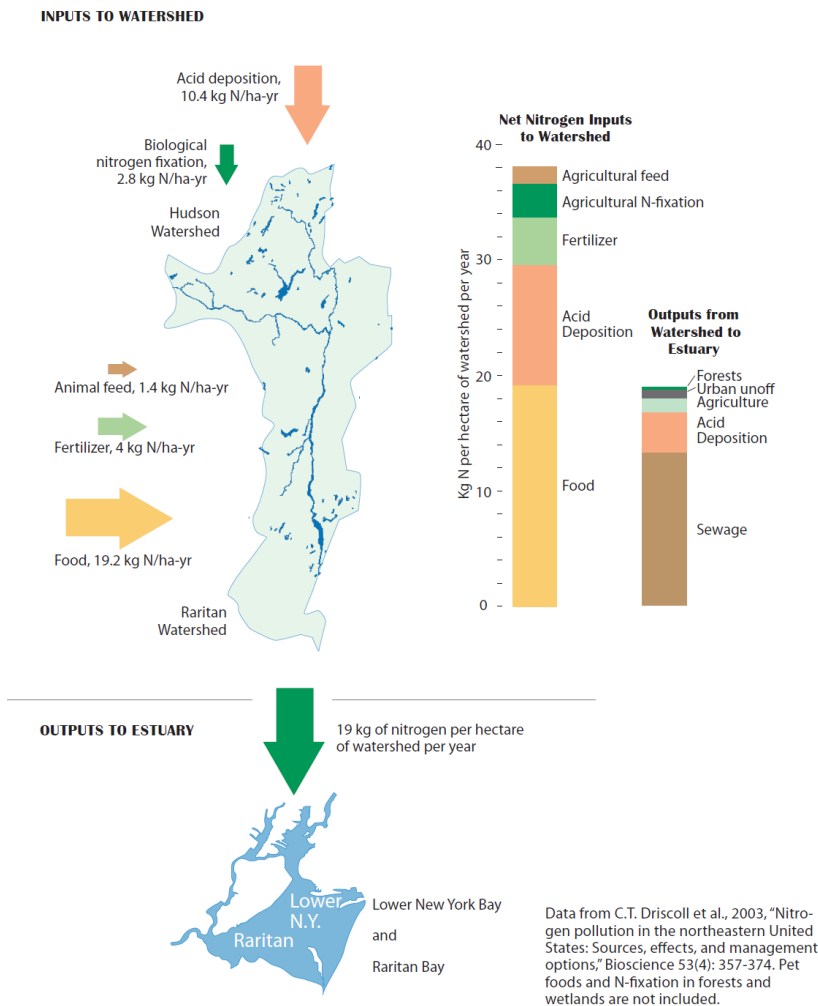 INPUTS TO WATERSHED
Acid deposition,
10.4 kg N/ha-yr
Biological
nitrogen fixation,
2.8 kg N/ha-yr
Hudson
Watershed
Animal feed, 1.4 kg N/ha-yr
Fertilizer, 4 kg N/ha-yr
Food, 19.2 kg N/ha-yr
Raritan
Watershed
Net Nitrogen Inputs
to Watershed
Kg N per hectare of watershed per year
40
30
20
10
0
Agricultural feed
Agricultural N-fixation
Fertilizer
Acid
Deposition
Food
Outputs from
Watershed to
Estuary
Forests
Urban unoff
Agriculture
Acid
Deposition
Sewage
OUTPUTS TO ESTUARY
19 kg of nitrogen per hectare
of watershed per year
Lower
N.Y.
Raritan
Lower New York Bay
and
Raritan Bay
Data from C.T. Driscoll et al., 2003, “Nitro-
gen pollution in the northeastern United
States: Sources, effects, and management
options,” Bioscience 53(4): 357-374. Pet
foods and N-fixation in forests and
wetlands are not included.